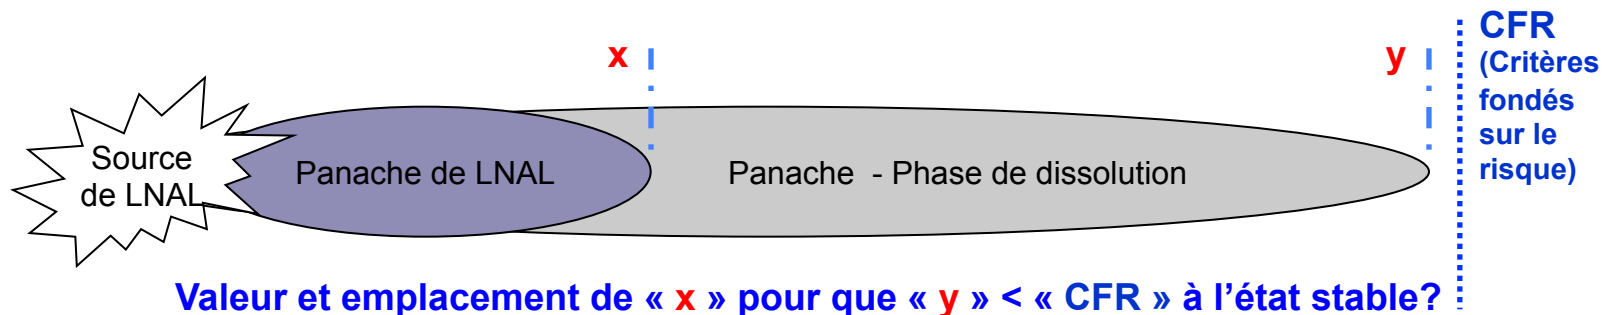 x
y
CFR
(Critères
fondés
sur le
risque)
Source
de LNAL
Panache de LNAL
Panache - Phase de dissolution
Valeur et emplacement de « x » pour que « y » < « CFR » à l’état stable?